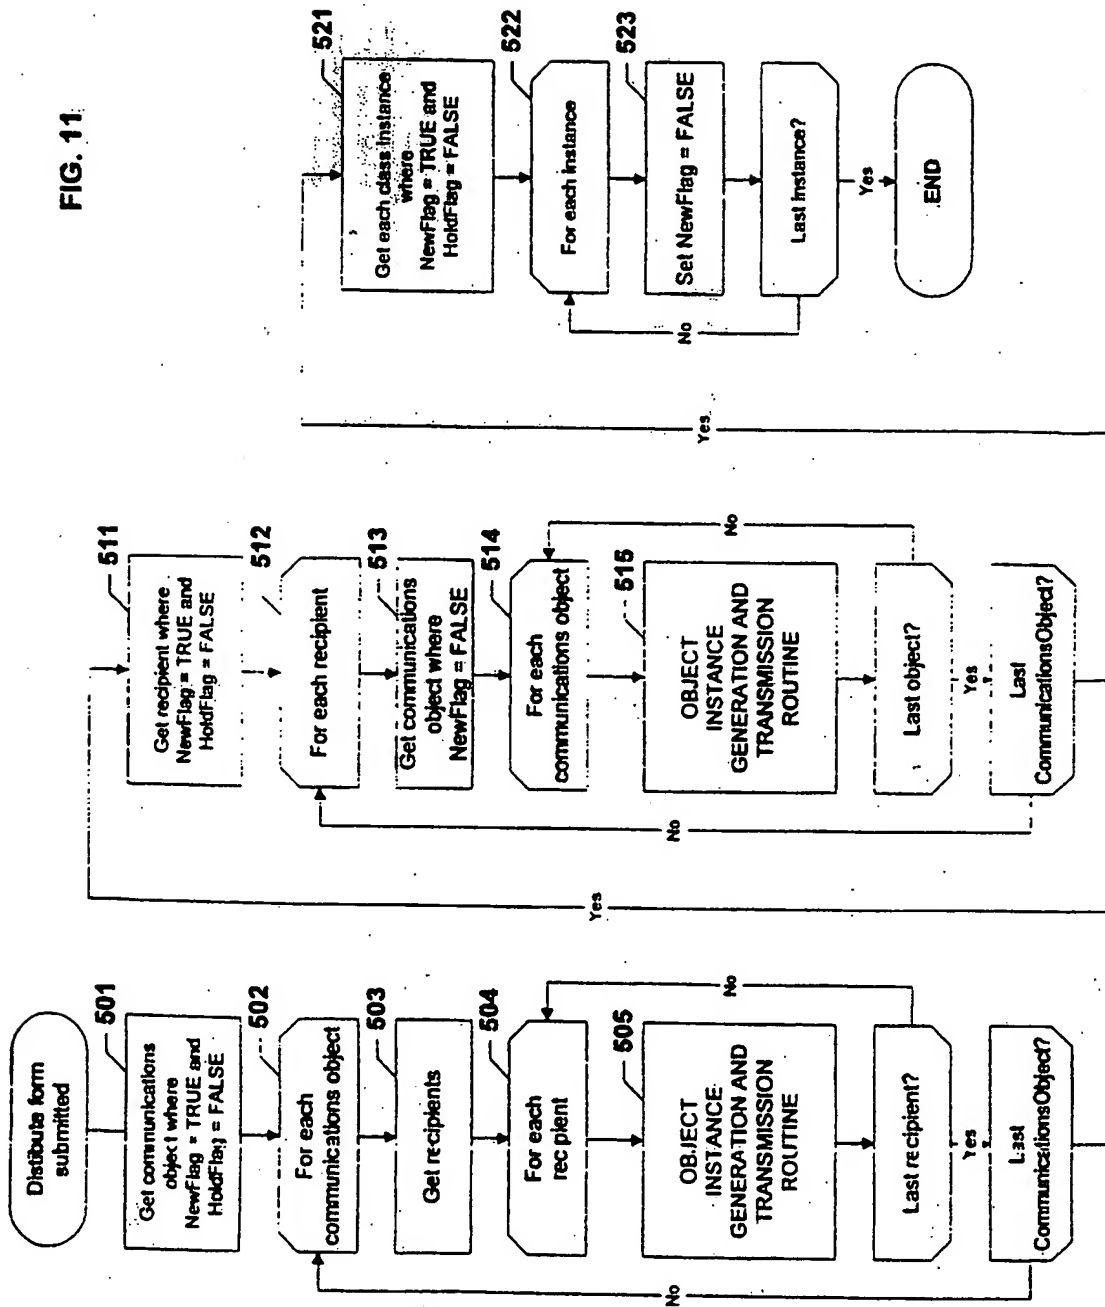 FIG. 11
Distibute form
submitted
501
Get communications
object where
NewFlag = TRUE and
HoldFlag = FALSE
502
For each
communications object
503
Get recipients
504
For each
recipient
505
OBJECT
INSTANCE
GENERATION AND
TRANSMISSION
ROUTINE
Last recipient?
No
Yes
Last
CommunicationsObject?
No
Yes
511
Get recipient where
NewFlag = TRUE and
HoldFlag = FALSE
512
For each recipient
513
Get communications
object where
NewFlag = FALSE
514
For each
communications object
515
OBJECT
INSTANCE
GENERATION AND
TRANSMISSION
ROUTINE
Last object?
No
Yes
Last
CommunicationsObject?
No
Yes
521
Get each class instance
where
NewFlag = TRUE and
HoldFlag = FALSE
522
For each instance
523
Set NewFlag = FALSE
Last instance?
No
Yes
END